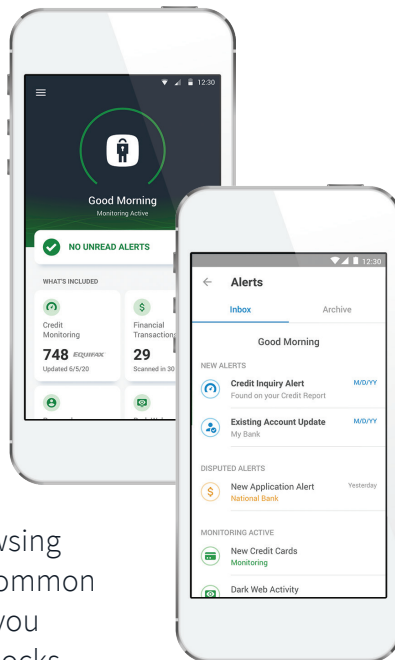 12:30
Good Morning
Monitoring Active
NO UNREAD ALERTS
WHAT'S INCLUDED
Credit
Monitoring
748 EQUIFAX
Updated 6/5/20
Financial
29
Scanned in 30
12:30
Alerts
Inbox
Archive
Good Morning
NEW ALERTS
Credit Inquiry Alert M/D/YY
Found on your Credit Report
Existing Account Update M/D/YY
My Bank
DISPUTED ALERTS
New Application Alert Yesterday
National Bank
MONITORING ACTIVE
New Credit Cards
Monitoring
Dark Web Activity
ommon
you